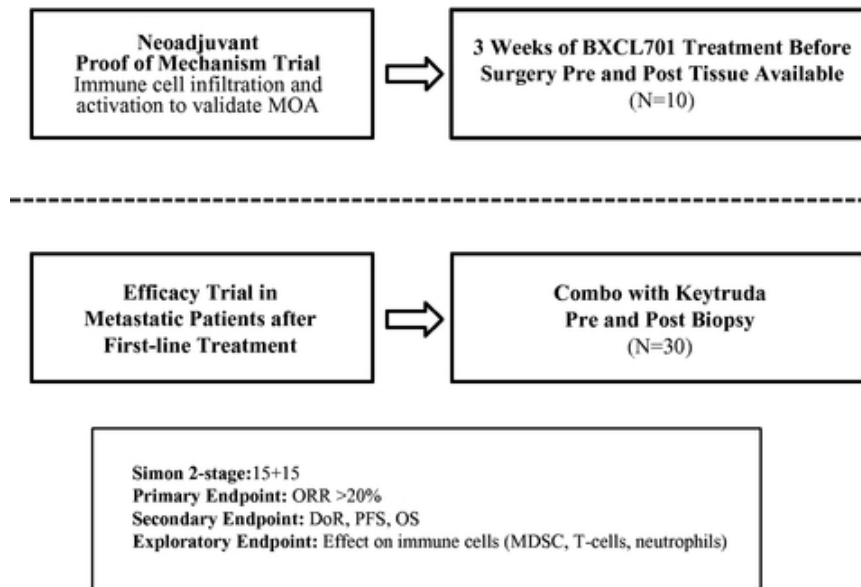 Neoadjuvant
Proof of Mechanism Trial
Immune cell infiltration and
activation to validate MOA
3 Weeks of BXCL701 Treatment Before
Surgery Pre and Post Tissue Available
(N=10)
Efficacy Trial in
Metastatic Patients after
First-line Treatment
Combo with Keytruda
Pre and Post Biopsy
(N=30)
Simon 2-stage:15+15
Primary Endpoint: ORR >20%
Secondary Endpoint: DoR, PFS, OS
Exploratory Endpoint: Effect on immune cells (MDSC, T-cells, neutrophils)